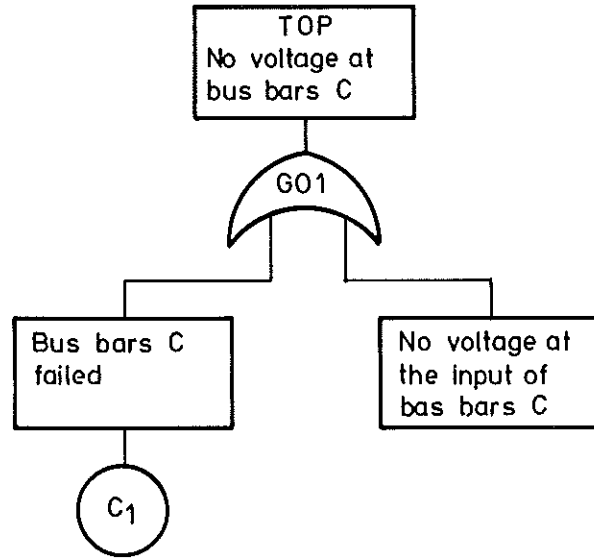 TOP
No voltage at
bus bars C
G01
Bus bars C
failed
No voltage at
the input of
bas bars C
C1